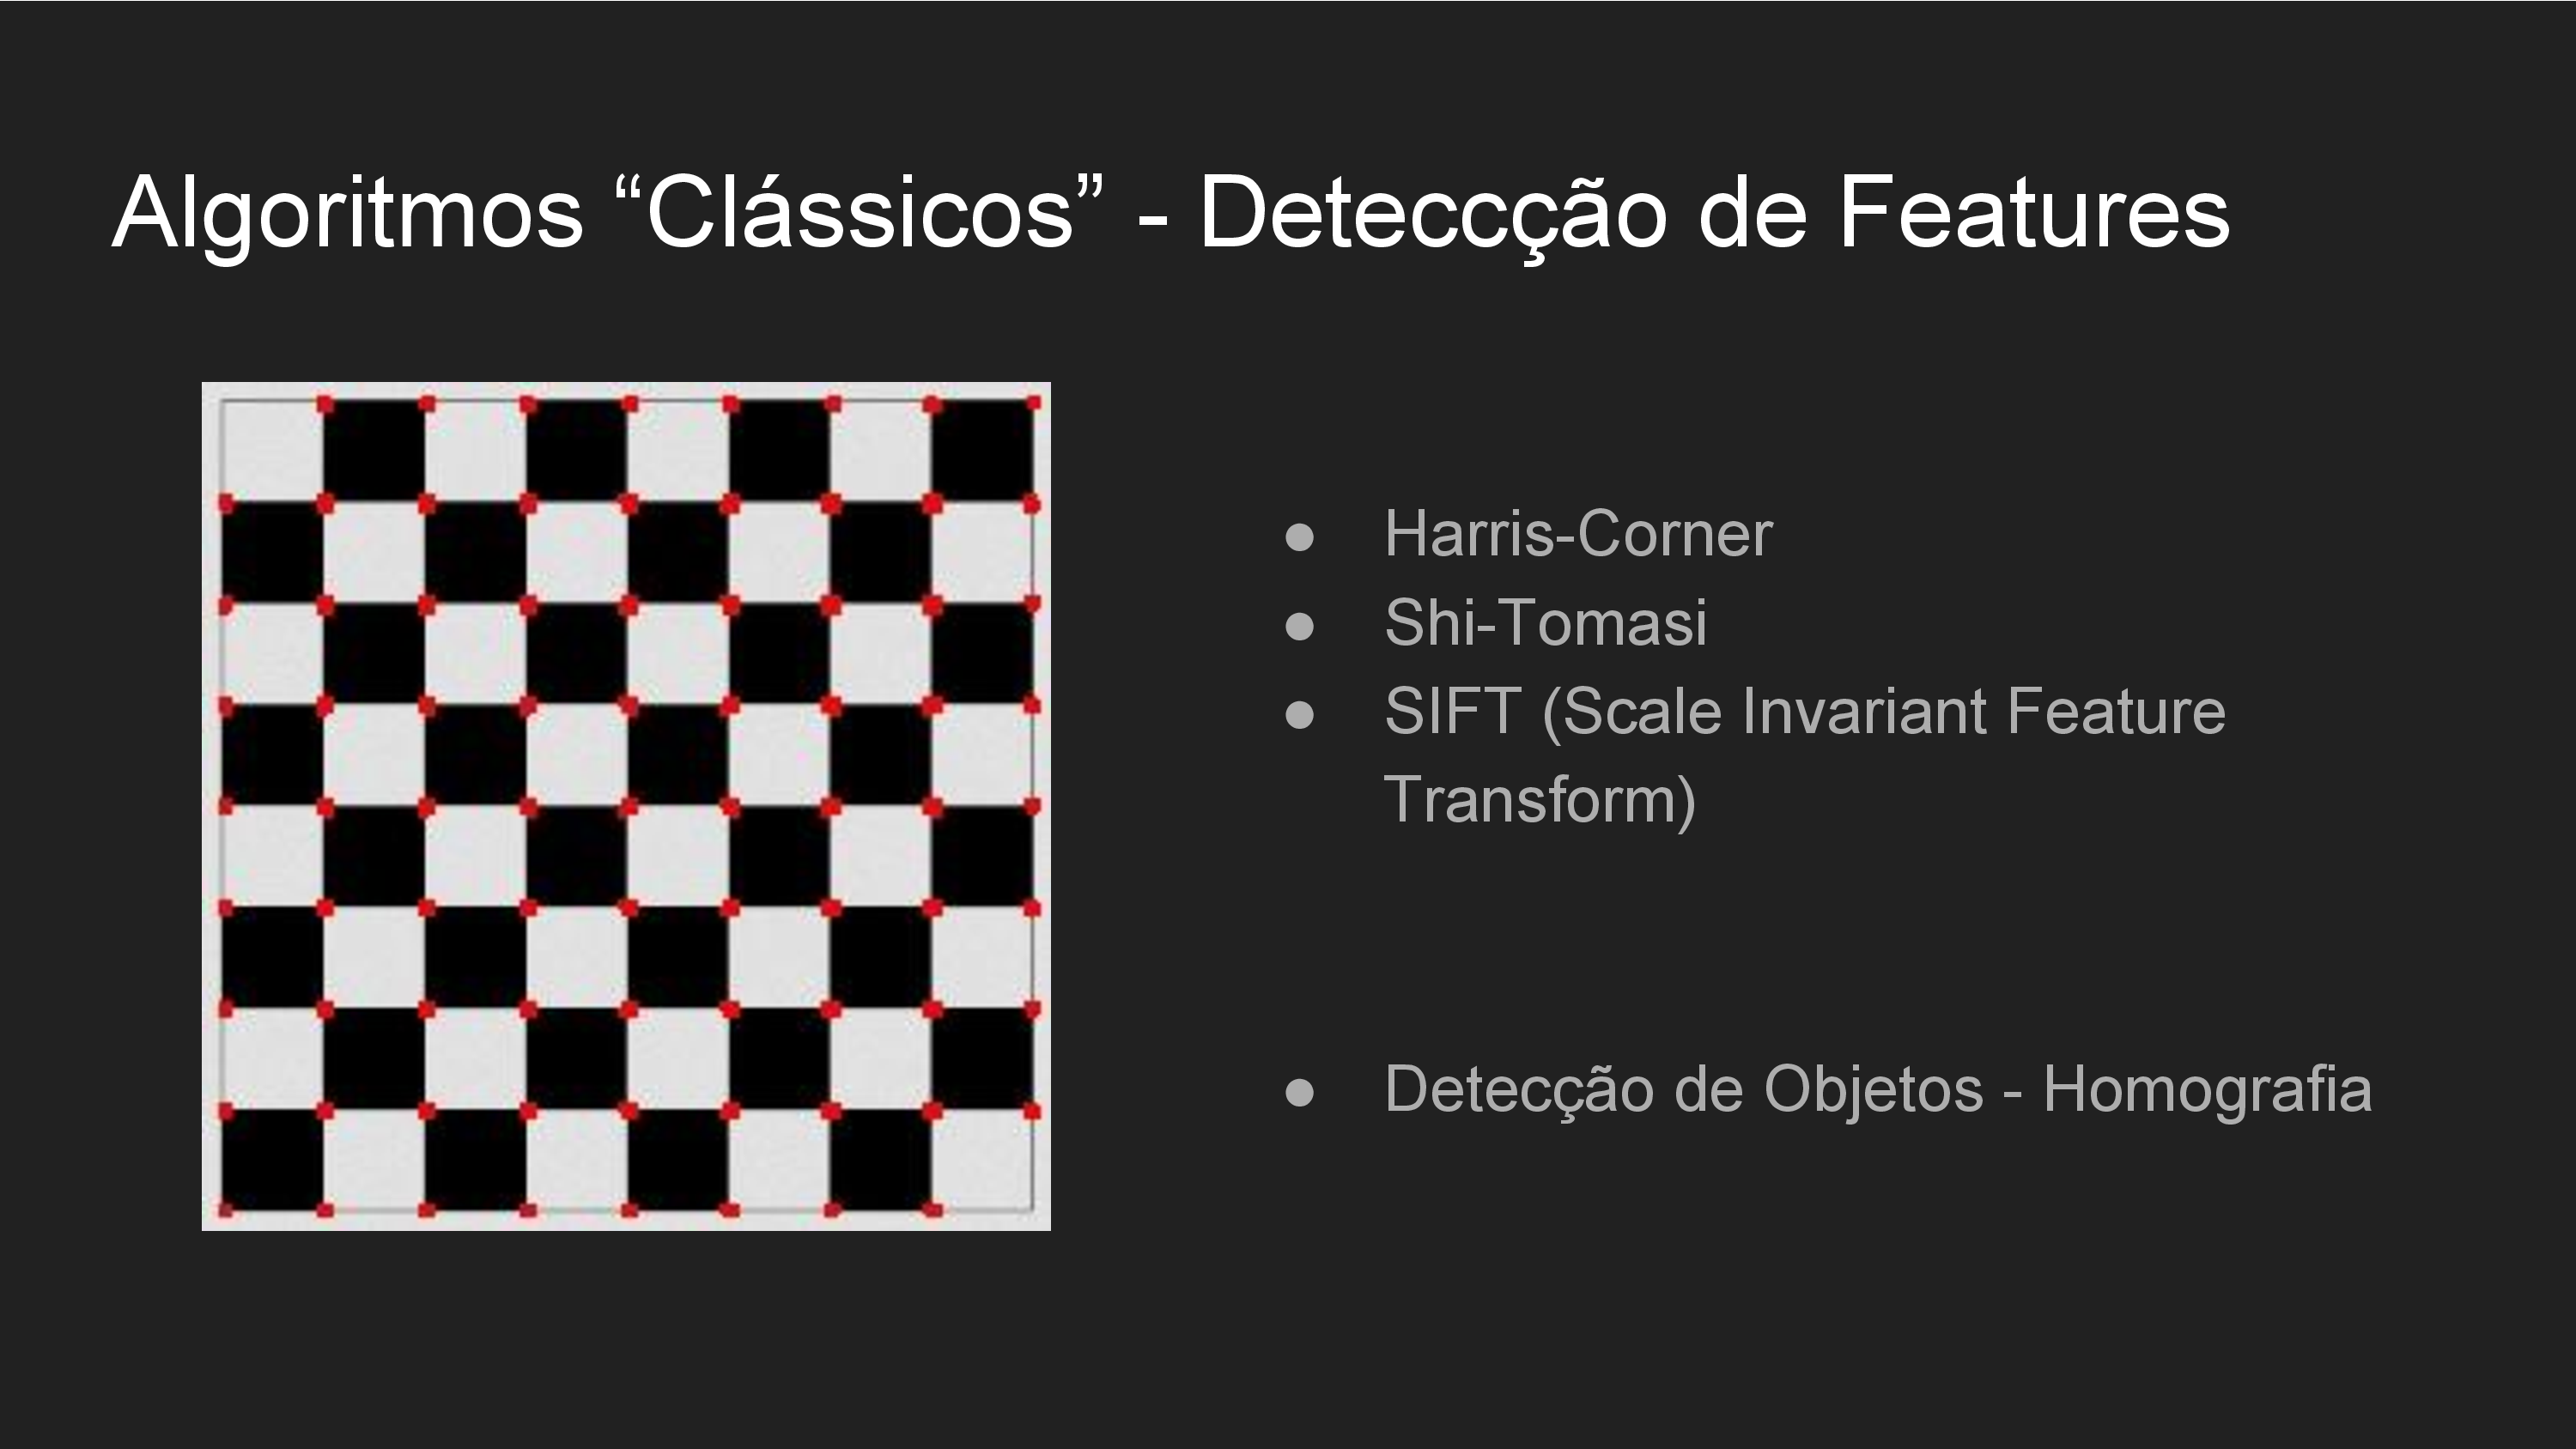 Algoritmos “Clássicos” - Deteccção de Features
● Harris-Corner
● Shi-Tomasi
● SIFT (Scale Invariant Feature
Transform)
● Detecção de Objetos - Homografia